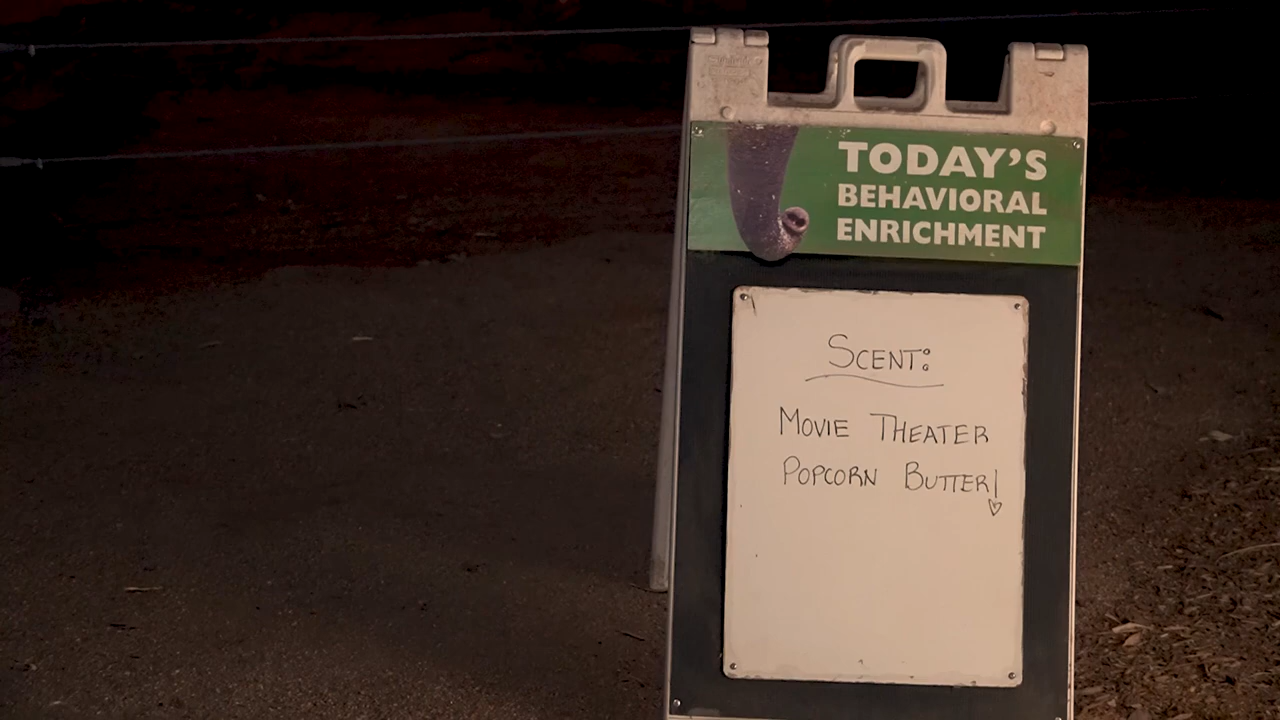 TODAY'S
BEHAVIORAL
ENRICHMENT
SCENT:
MOVIE THEATER
POPCORN BUTTER!